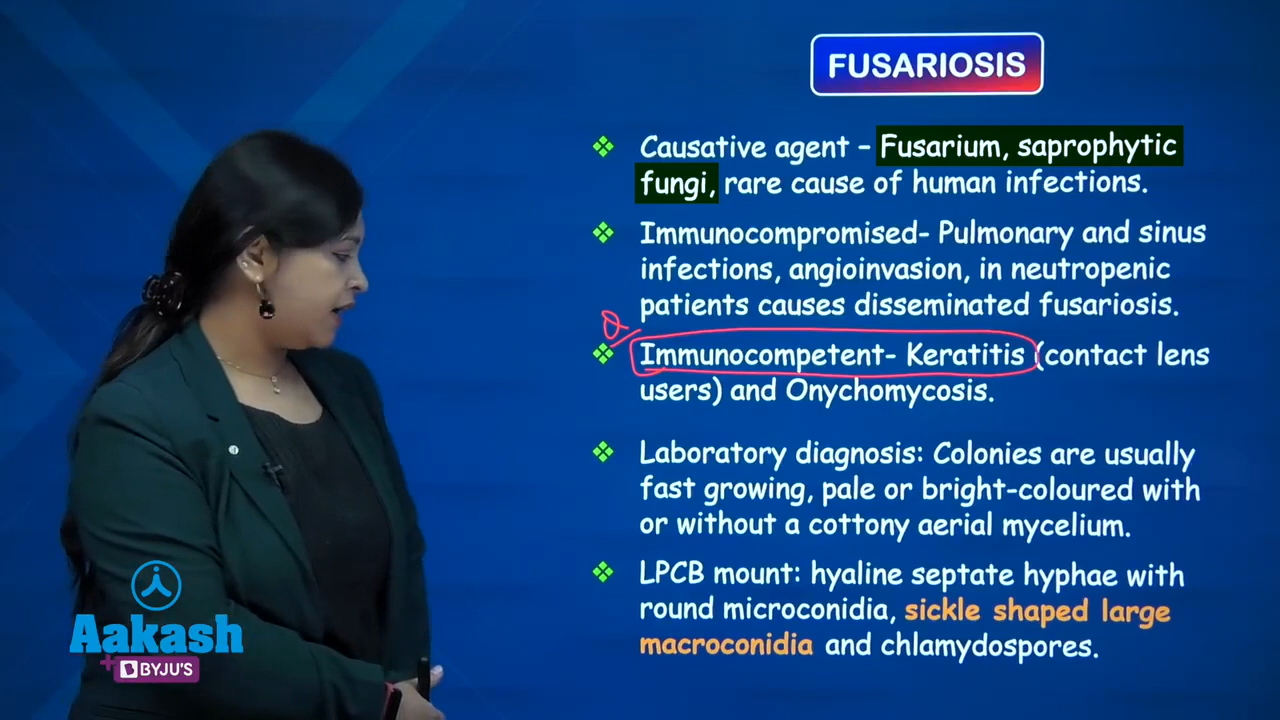 FUSARIOSIS
Causative agent – Fusarium, saprophytic
fungi, rare cause of human infections.
Immunocompromised- Pulmonary and sinus
infections, angioinvasion, in neutropenic
patients causes disseminated fusariosis.
Immunocompetent- Keratitis (contact lens
users) and Onychomycosis.
Laboratory diagnosis: Colonies are usually
fast growing, pale or bright-coloured with
or without a cottony aerial mycelium.
LPCB mount: hyaline septate hyphae with
round microconidia, sickle shaped large
macroconidia and chlamydospores.
Aakash
+ BYJU'S